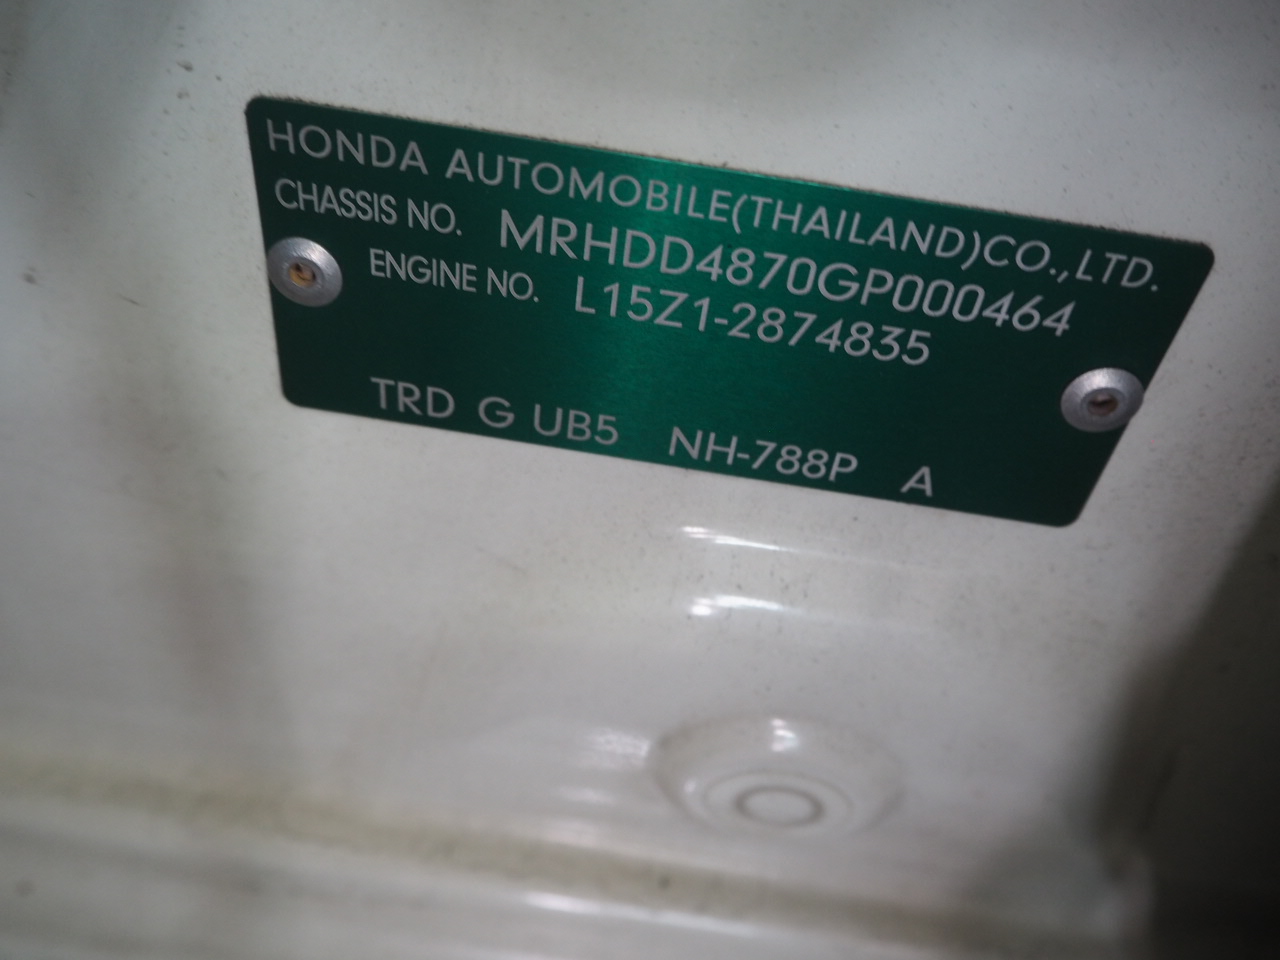 HONDA AUTOMOBILE(THAILAND)CO.,LTD.
CHASSIS NO. MRHDD4870GP000464
ENGINE NO. L15Z1-2874835
TRD G UB5 NH-788P A